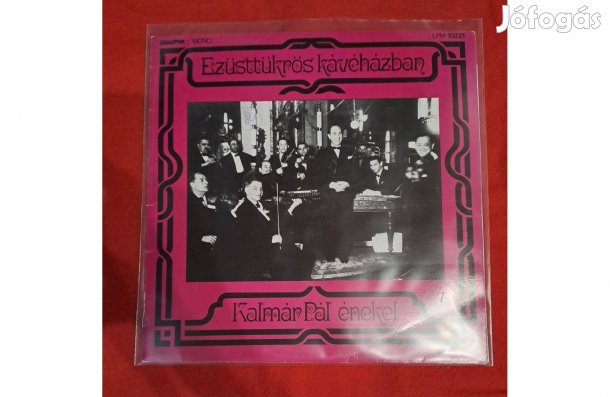 Jófogás
QUALITON MONO LPM 10221
Ezüsttükrös kávéházban
Kalmár Pál énekel